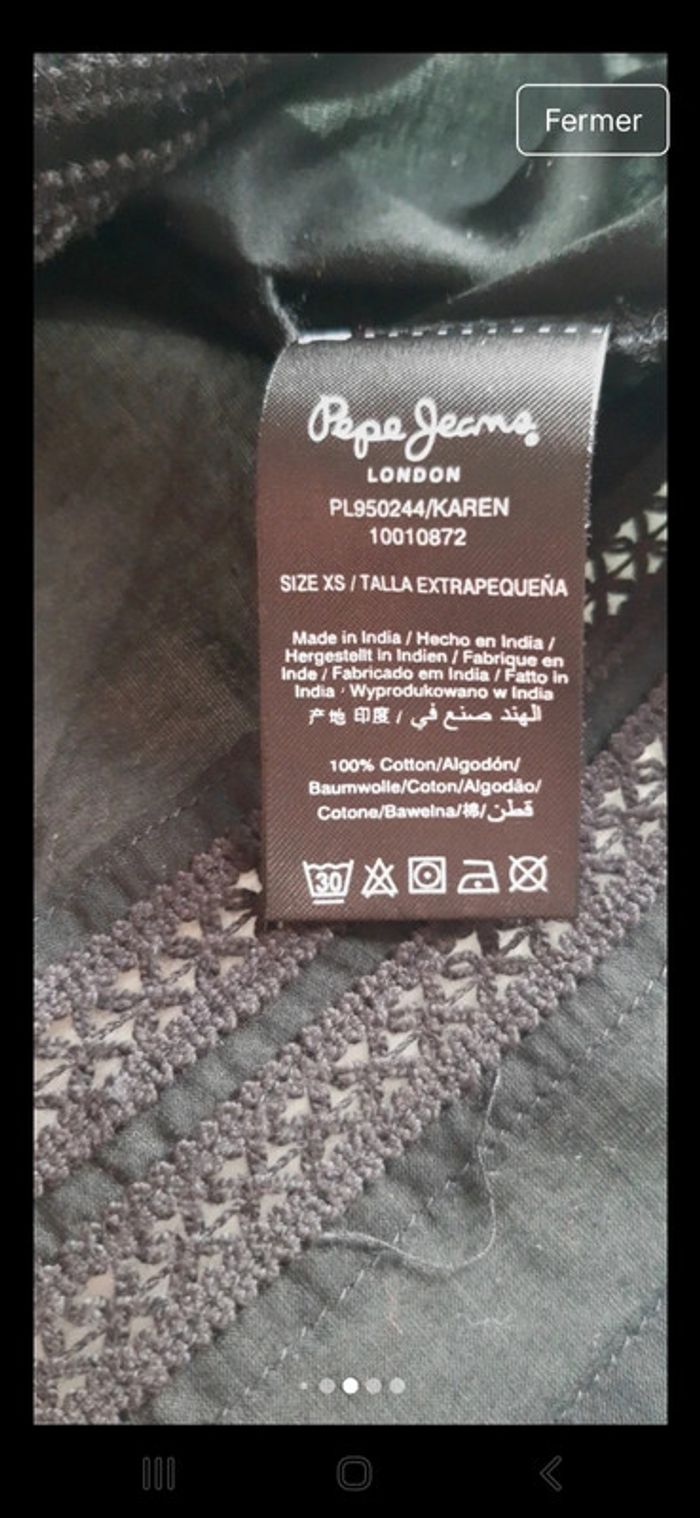 Fermer
Pepe Jeans
LONDON
PL950244/KAREN
10010872
SIZE XS / TALLA EXTRAPEQUEÑA
Made in India / Hecho en India /
Hergestellt in Indien / Fabrique en
Inde / Fabricado em India / Fatto in
India · Wyprodukowano w India
产地 印度 / الهند صنع في
100% Cotton/Algodón/
Baumwolle/Coton/Algodão/
Cotone/Bawelna/棉/قطن
30